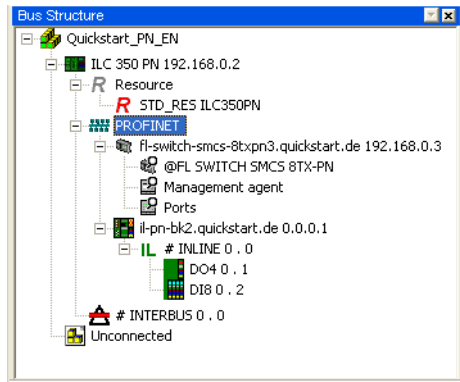 Bus Structure
Quickstart_PN_EN
ILC 350 PN 192.168.0.2
R Resource
R STD_RES ILC350PN
PROFINET
fl-switch-smcs-8txpn3.quickstart.de 192.168.0.3
@FL SWITCH SMCS 8TX-PN
Management agent
Ports
il-pn-bk2.quickstart.de 0.0.0.1
IL # INLINE 0 . 0
DO4 0 . 1
DI8 0 . 2
# INTERBUS 0 . 0
Unconnected